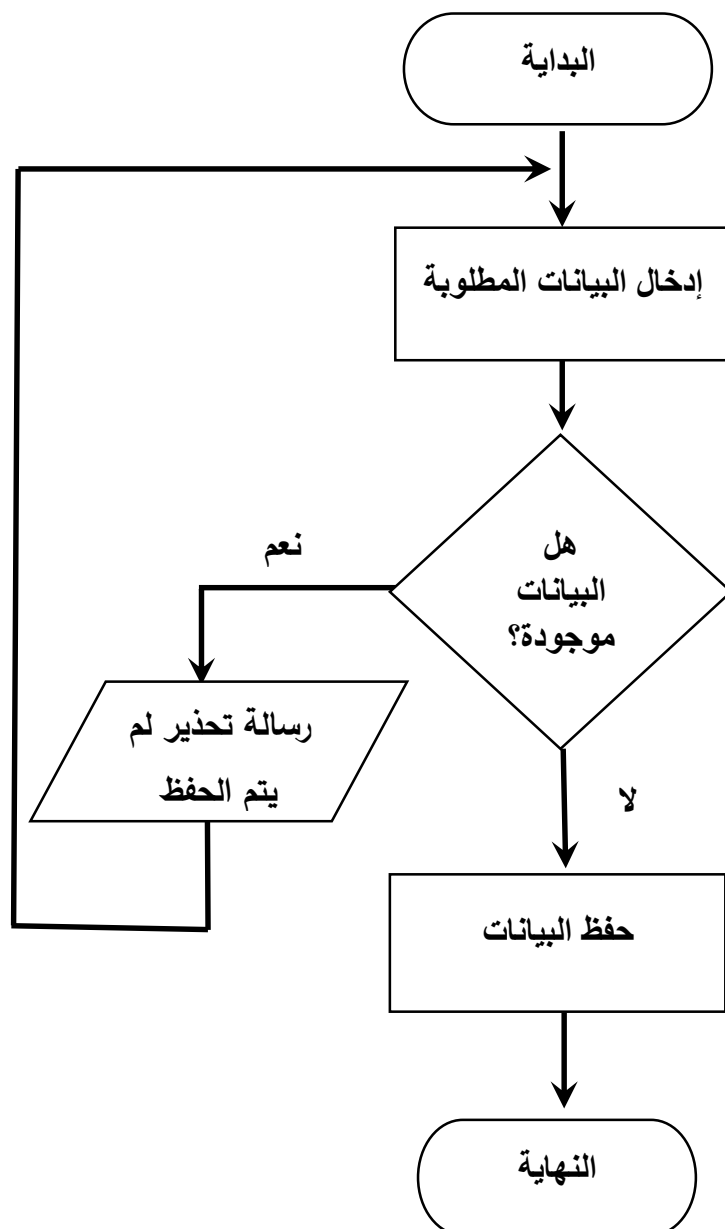 البداية
إدخال البيانات المطلوبة
هل
البيانات
موجودة؟
نعم
رسالة تحذير لم
يتم الحفظ
لا
حفظ البيانات
النهاية